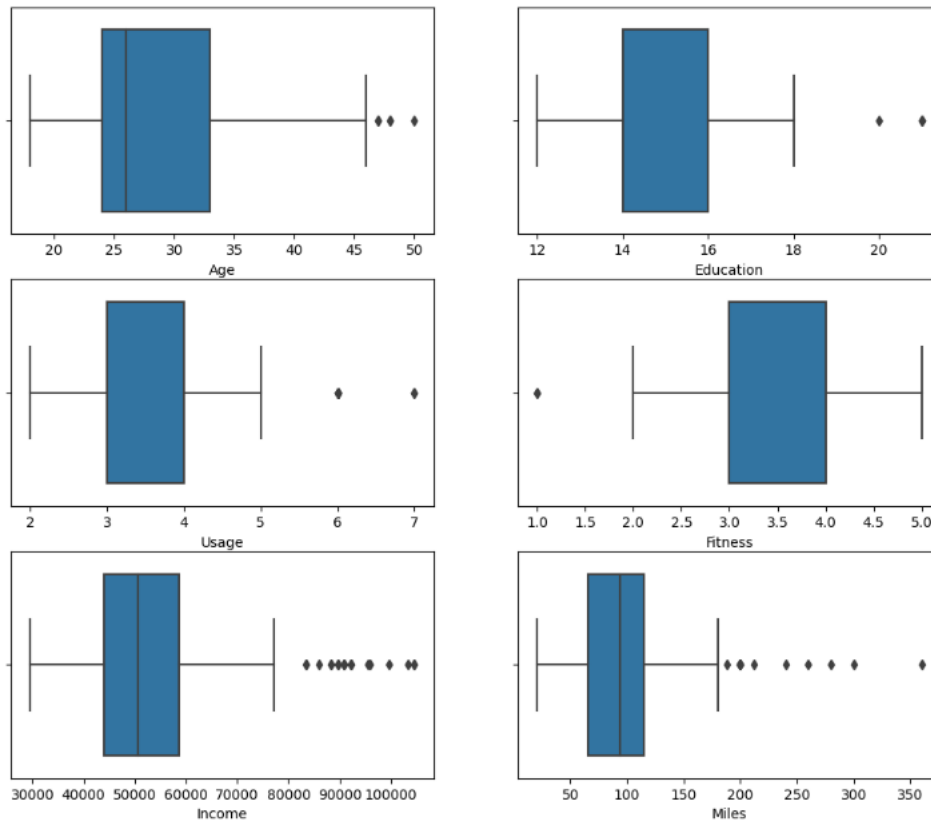 20 25 30 35 40 45 50
Age
12 14 16 18 20
Education
2 3 4 5 6 7
Usage
1.0 1.5 2.0 2.5 3.0 3.5 4.0 4.5 5.0
Fitness
30000 40000 50000 60000 70000 80000 90000 100000
Income
50 100 150 200 250 300 350
Miles